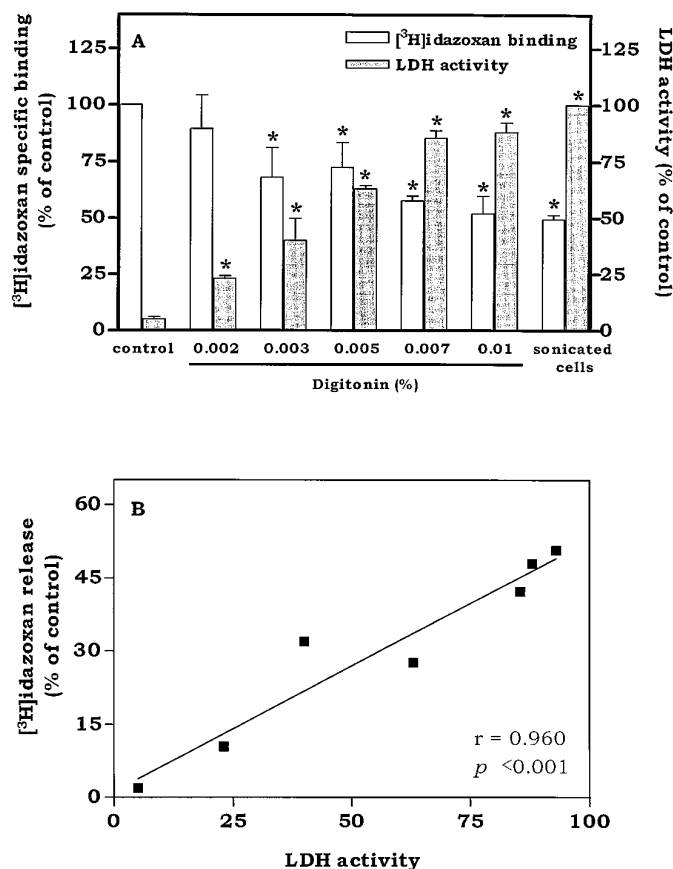 A
[³H]idazoxan binding
LDH activity
[³H]idazoxan specific binding
(% of control)
125
100
75
50
25
0
125
100
75
50
25
0
LDH activity (% of control)
* * * * * * * * * * *
control 0.002 0.003 0.005 0.007 0.01 sonicated
cells
Digitonin (%)
B
[³H]idazoxan release
(% of control)
60
45
30
15
0
r = 0.960
p <0.001
0 25 50 75 100
LDH activity